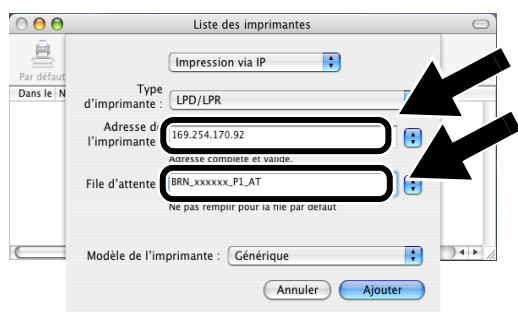 Liste des imprimantes
Par défaut
Dans le N
Impression via IP
Type
d'imprimante : LPD/LPR
Adresse de
l'imprimante 169.254.170.92
Adresse complète et valide.
File d'attente BRN_xxxxxx_P1_AT
Ne pas remplir pour la file par défaut
Modèle de l'imprimante : Générique
Annuler Ajouter